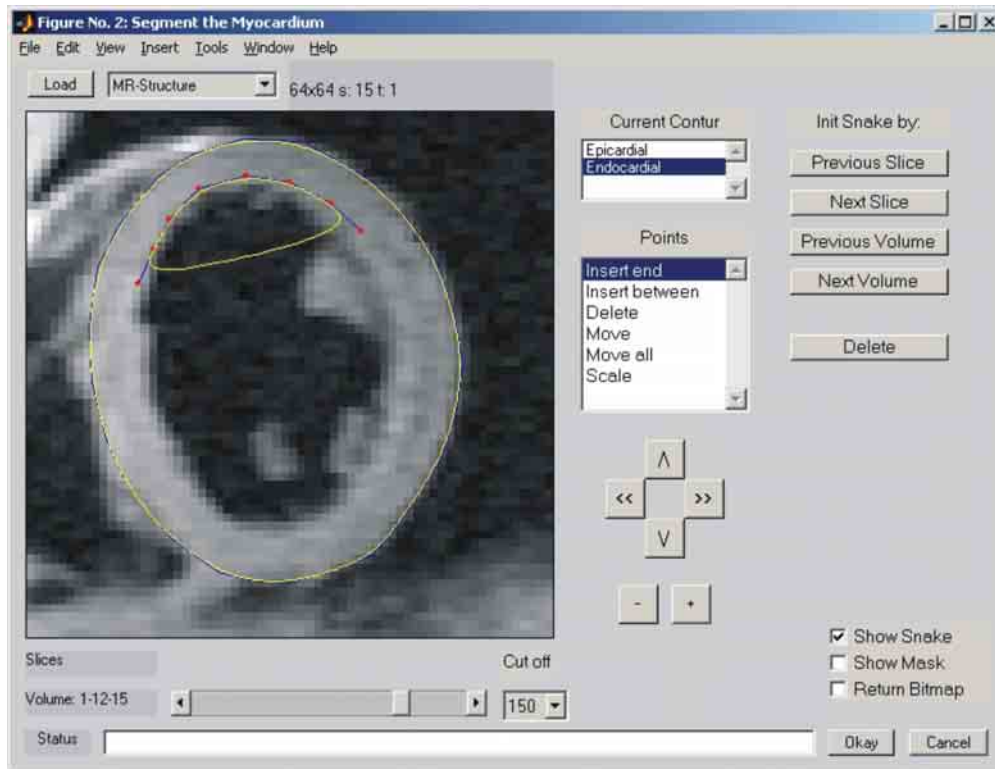 Figure No. 2: Segment the Myocardium
File Edit View Insert Tools Window Help
Load MR-Structure 64x64 s: 15 t: 1
Current Contur
Epicardial
Endocardial
Init Snake by:
Previous Slice
Next Slice
Previous Volume
Next Volume
Delete
Points
Insert end
Insert between
Delete
Move
Move all
Scale
/\
<< >>
\/
- +
Show Snake
Show Mask
Return Bitmap
Slices
Cut off
Volume: 1-12-15
150
Status
Okay Cancel